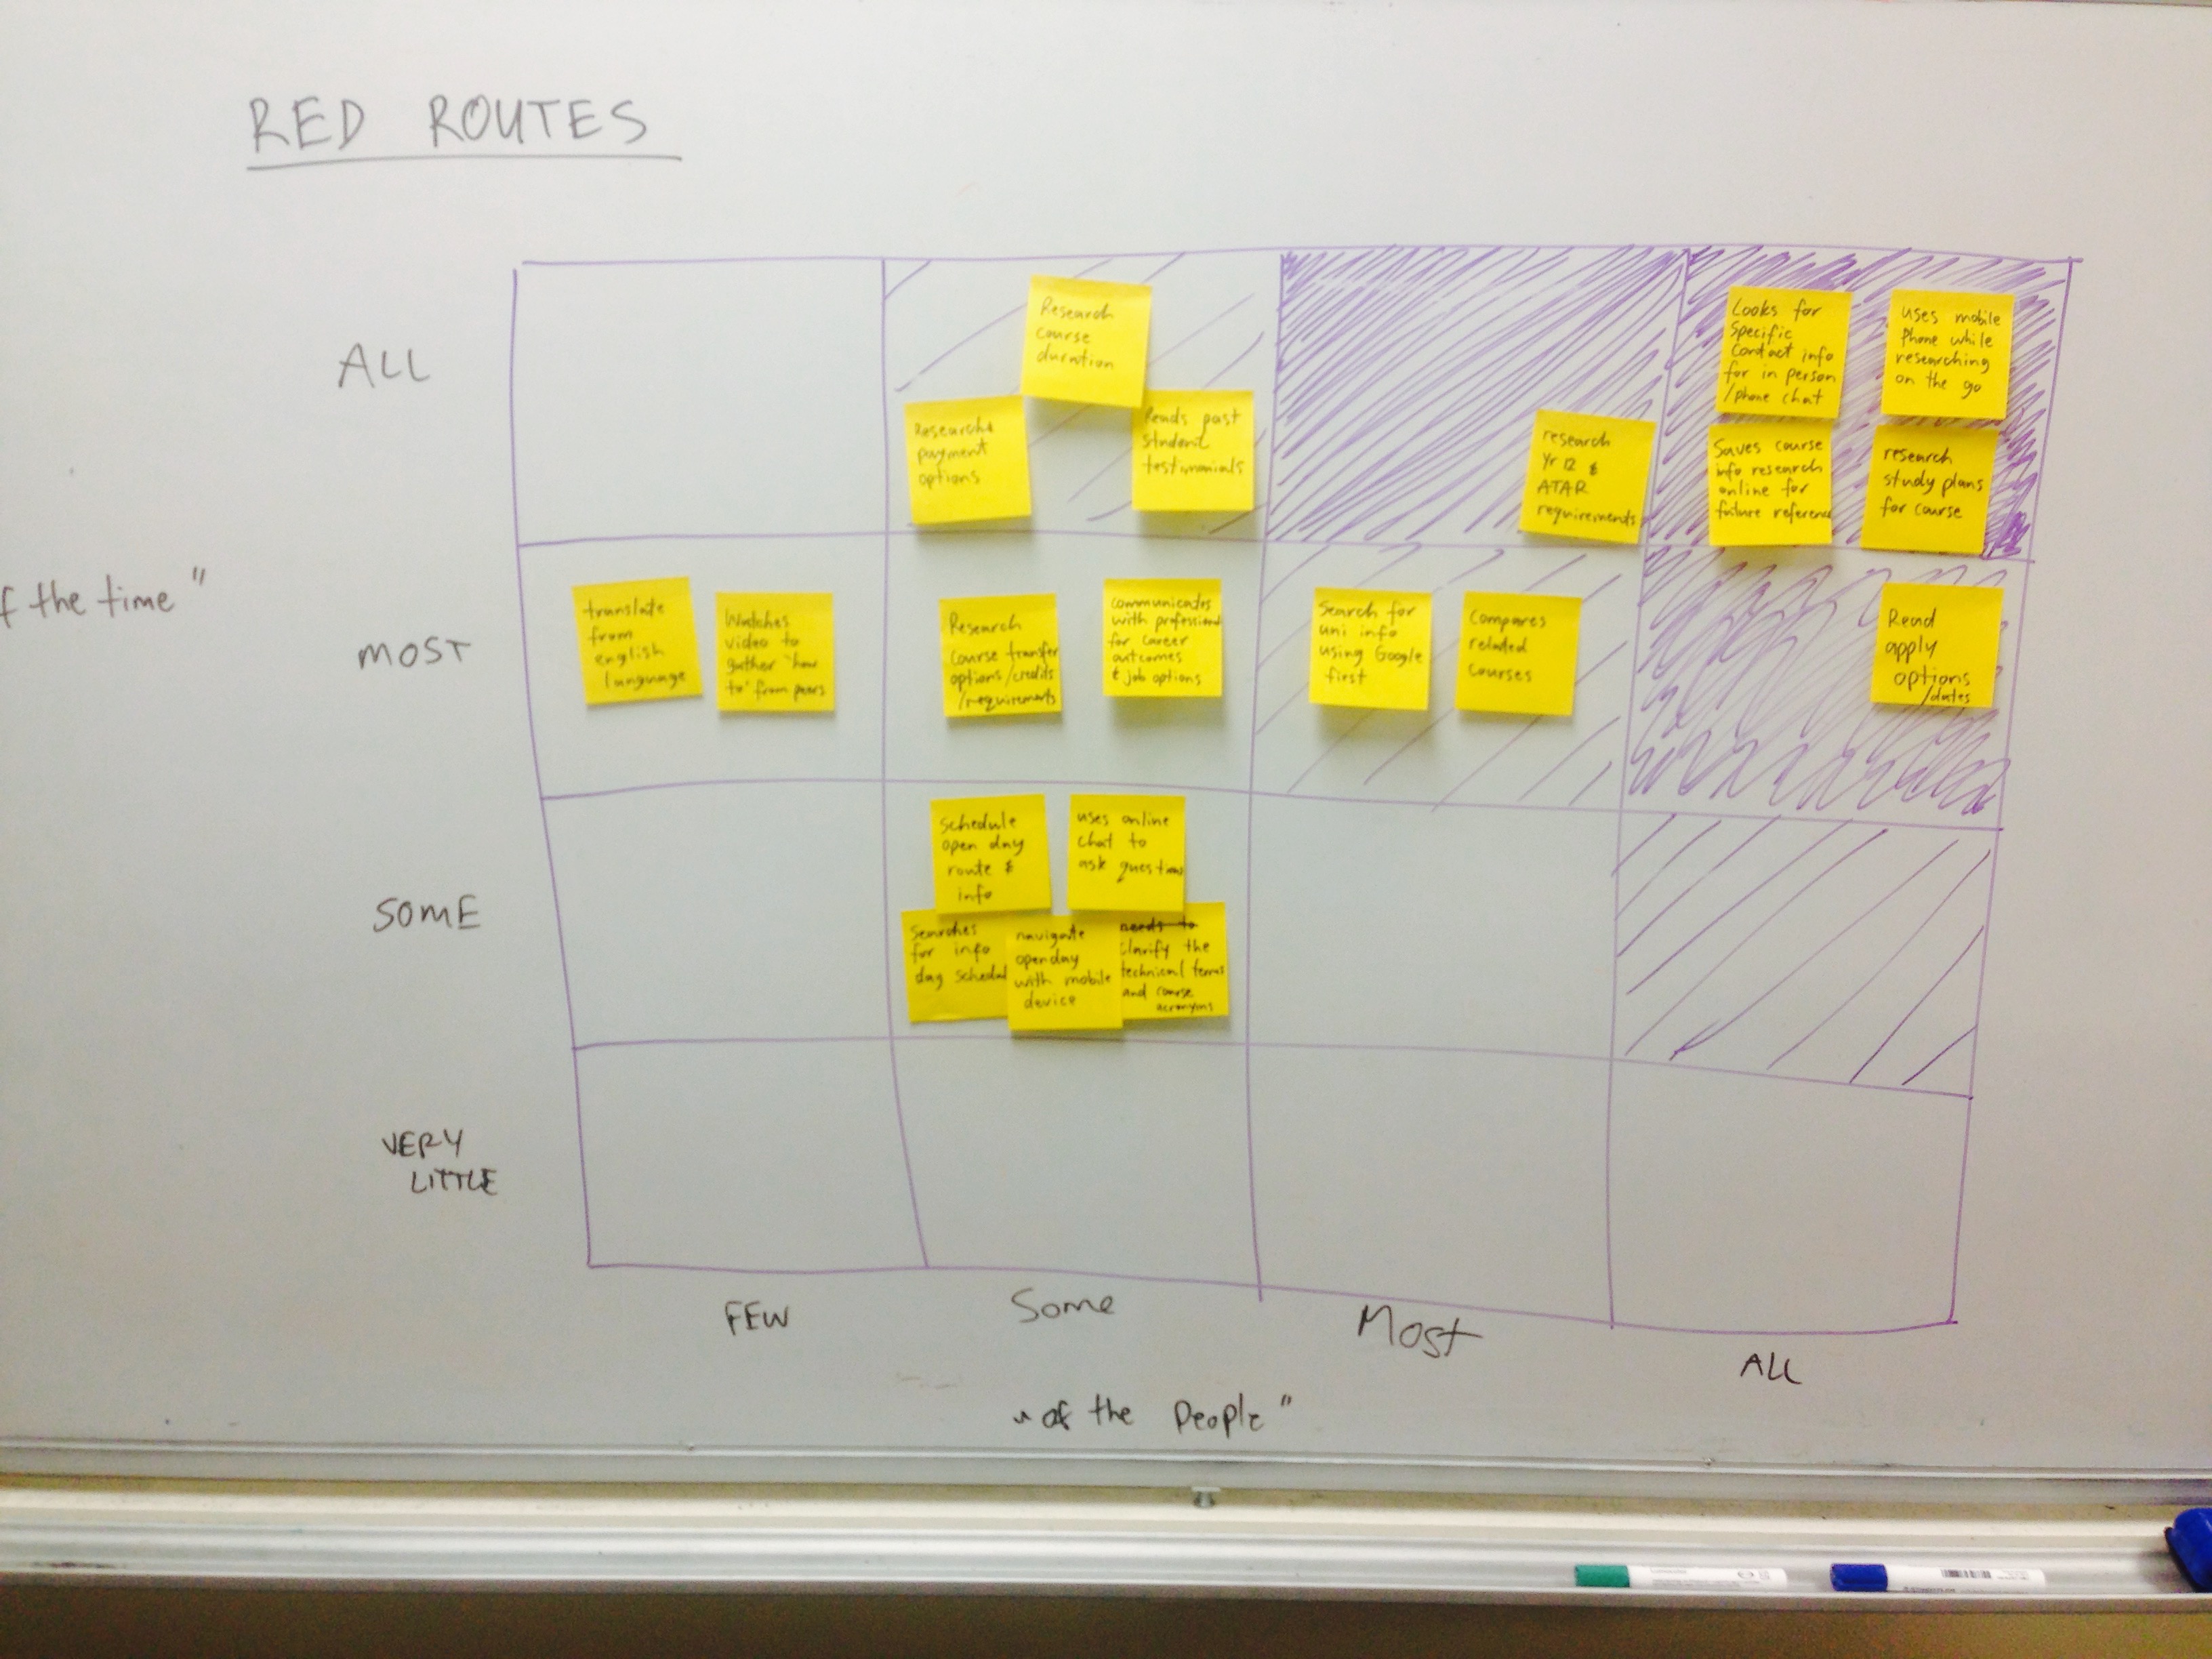 RED ROUTES
ALL
Research
course
duration
Research
payment
options
Reads past
student
testimonials
research
Yr 12 &
ATAR
requirements
Looks for
Specific
Contact info
for in person
/phone chat
uses mobile
phone while
researching
on the go
Saves course
info research
online for
future reference
research
study plans
for course
f the time"
MOST
translate
from
english
language
Watches
video to
gather "how
to" from peers
Research
course transfer
options/credits
/requirements
communicates
with professional
for career
outcomes
& job options
Search for
uni info
using Google
first
Compares
related
courses
Read
apply
options
/dates
SOME
Schedule
open day
route &
info
uses online
chat to
ask questions
Searches
for info
day schedul
navigate
openday
with mobile
device
needs to
clarify the
technical terms
and course
acronyms
VERY
LITTLE
FEW
Some
Most
ALL
"of the People"